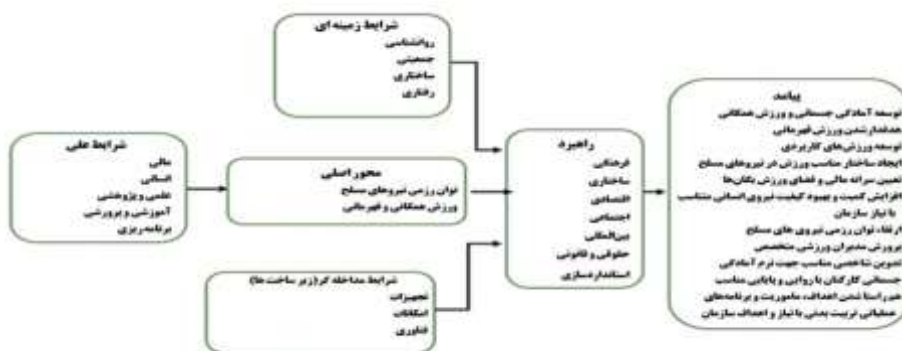 شرایط زمینه ای
روانشناسی
جمعیتی
ساختاری
رفتاری
شرایط علی
مالی
انسانی
علمی و پژوهشی
آموزشی و پرورشی
برنامه ریزی
محور اصلی
توان رزمی نیروهای مسلح
ورزش همگانی و قهرمانی
شرایط مداخله گر(زیر ساخت ها)
تجهیزات
امکانات
فناوری
راهبرد
فرهنگی
ساختاری
اقتصادی
اجتماعی
بین‌المللی
حقوقی و قانونی
استانداردسازی
پیامد
توسعه آمادگی جسمانی و ورزش همگانی
هدفدار شدن ورزش قهرمانی
توسعه ورزش‌های کاربردی
ایجاد ساختار مناسب ورزش در نیروهای مسلح
تعیین سرانه مالی و فضای ورزش یگان‌ها
افزایش کمیت و بهبود کیفیت نیروی انسانی متناسب
با نیاز سازمان
ارتقاء توان رزمی نیروی های مسلح
پرورش مدیران ورزشی متخصص
تدوین شاخصی مناسب جهت نرم آمادگی
جسمانی کارکنان با روایی و پایایی مناسب
هم راستا شدن اهداف، ماموریت و برنامه‌های
عملیاتی تربیت بدنی با نیاز و اهداف سازمان